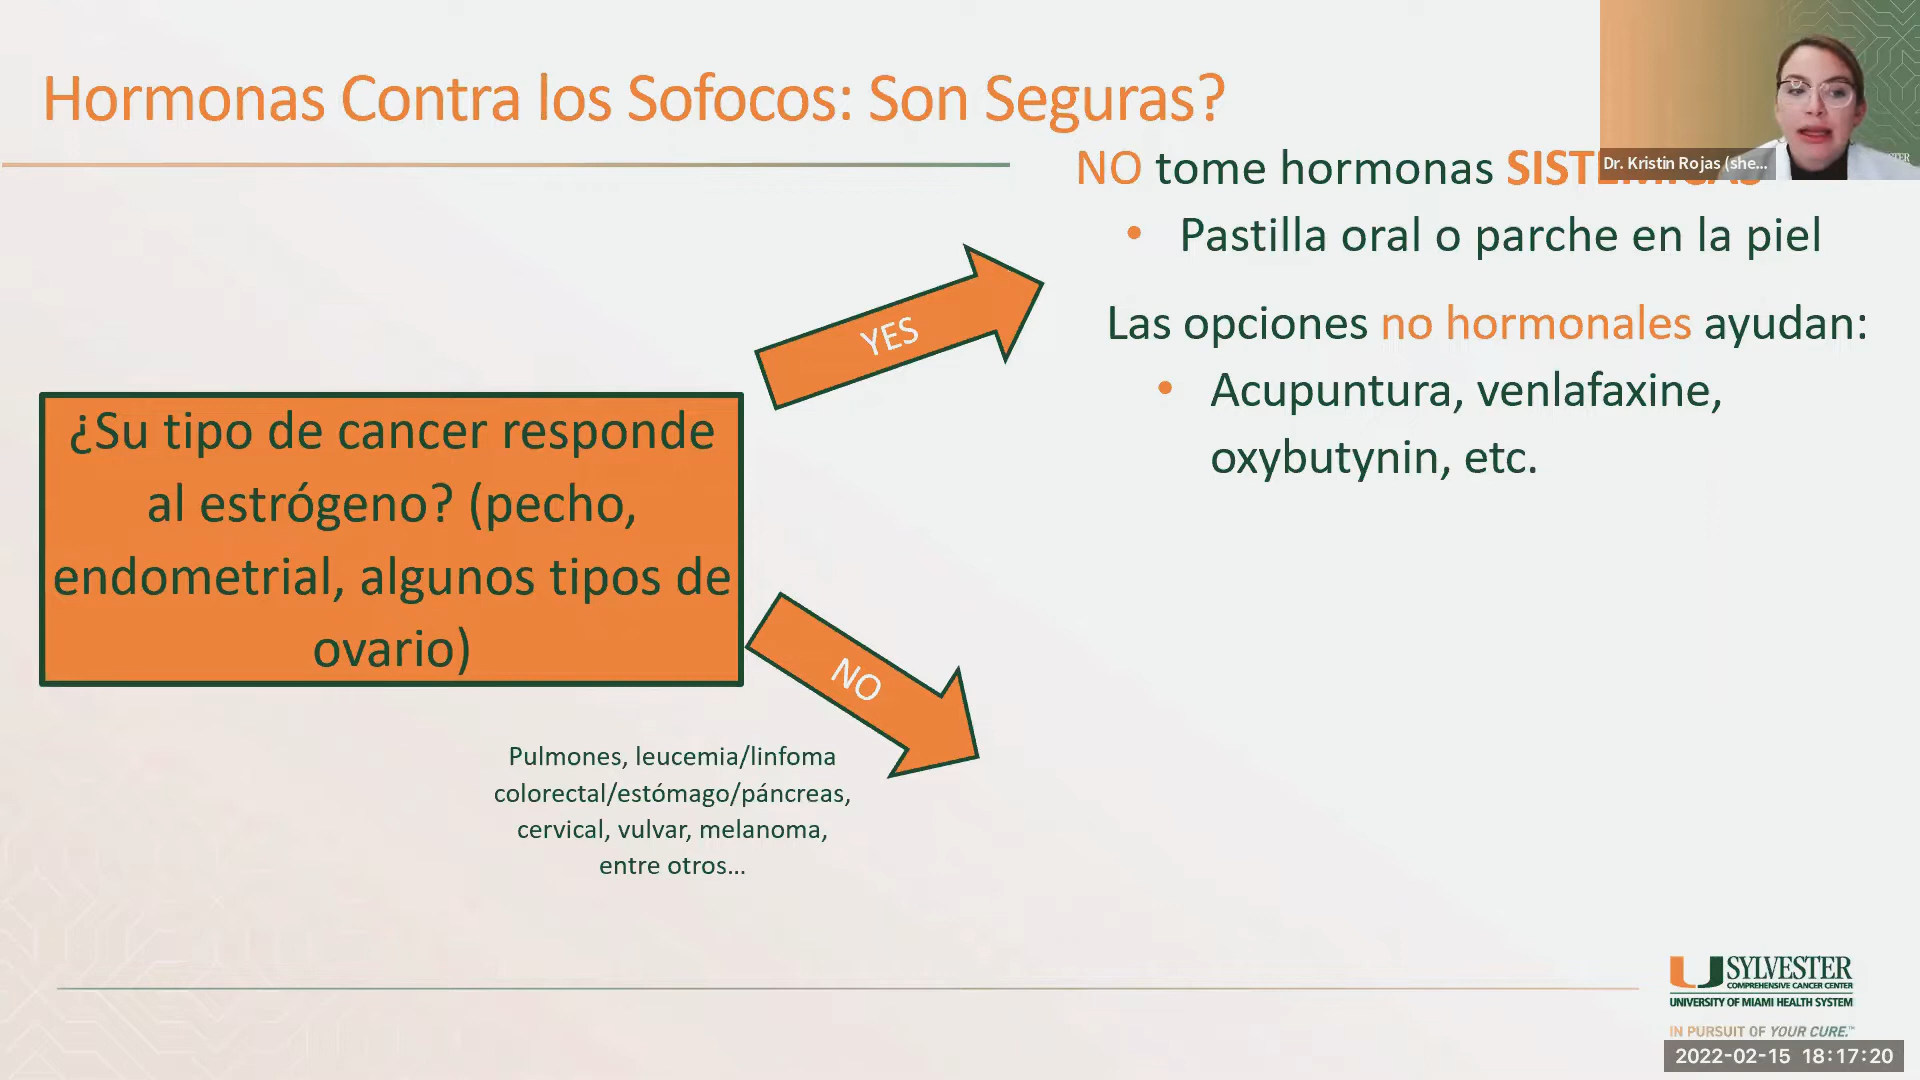 Hormonas Contra los Sofocos: Son Seguras?
Dr. Kristin Rojas (she...
NO tome hormonas
• Pastilla oral o parche en la piel
Las opciones no hormonales ayudan:
• Acupuntura, venlafaxine,
oxybutynin, etc.
YES
¿Su tipo de cancer responde
al estrógeno? (pecho,
endometrial, algunos tipos de
ovario)
NO
Pulmones, leucemia/linfoma
colorectal/estómago/páncreas,
cervical, vulvar, melanoma,
entre otros...
SYLVESTER
COMPREHENSIVE CANCER CENTER
UNIVERSITY OF MIAMI HEALTH SYSTEM
IN PURSUIT OF YOUR CURE.™
2022-02-15 18:17:20